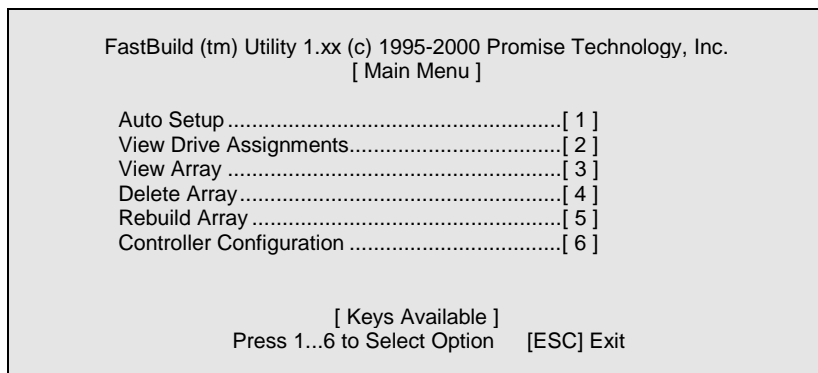 FastBuild (tm) Utility 1.xx (c) 1995-2000 Promise Technology, Inc.
[ Main Menu ]
Auto Setup ........................................................[ 1 ]
View Drive Assignments....................................[ 2 ]
View Array ........................................................[ 3 ]
Delete Array......................................................[ 4 ]
Rebuild Array ....................................................[ 5 ]
Controller Configuration ....................................[ 6 ]
[ Keys Available ]
Press 1...6 to Select Option [ESC] Exit